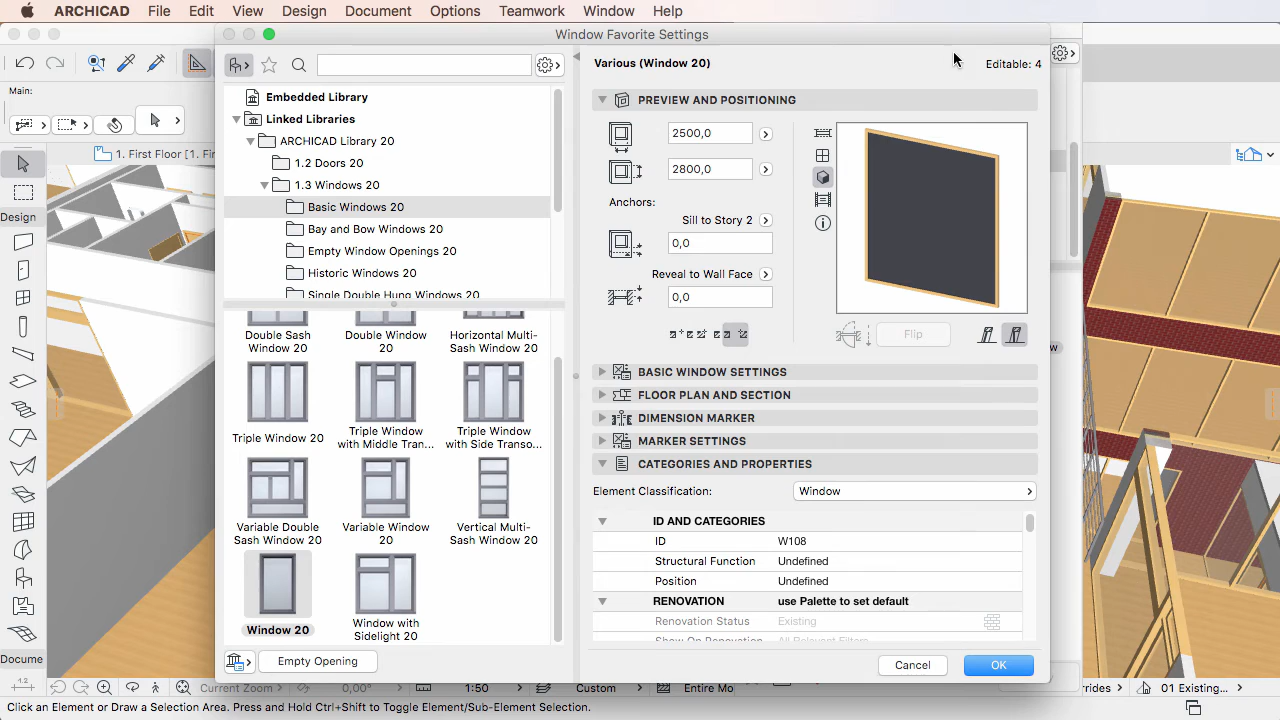 ARCHICAD File Edit View Design Document Options Teamwork Window Help
Window Favorite Settings
Various (Window 20)
Editable: 4
Main:
1. First Floor [1. Fir
Design
Docume
Embedded Library
Linked Libraries
ARCHICAD Library 20
1.2 Doors 20
1.3 Windows 20
Basic Windows 20
Bay and Bow Windows 20
Empty Window Openings 20
Historic Windows 20
Single Double Hung Windows 20
Double Sash Window 20
Double Window 20
Horizontal Multi-Sash Window 20
Triple Window 20
Triple Window with Middle Tran...
Triple Window with Side Transo...
Variable Double Sash Window 20
Variable Window 20
Vertical Multi-Sash Window 20
Window 20
Window with Sidelight 20
Empty Opening
PREVIEW AND POSITIONING
2500,0
2800,0
Anchors:
Sill to Story 2
0,0
Reveal to Wall Face
0,0
Flip
BASIC WINDOW SETTINGS
FLOOR PLAN AND SECTION
DIMENSION MARKER
MARKER SETTINGS
CATEGORIES AND PROPERTIES
Element Classification: Window
ID AND CATEGORIES
ID W108
Structural Function Undefined
Position Undefined
RENOVATION use Palette to set default
Renovation Status Existing
Show On Renovation All Relevant Filters
Cancel OK
Current Zoom 0,00° 1:50 Custom Entire Mo rrides 01 Existing...
Click an Element or Draw a Selection Area. Press and Hold Ctrl+Shift to Toggle Element/Sub-Element Selection.